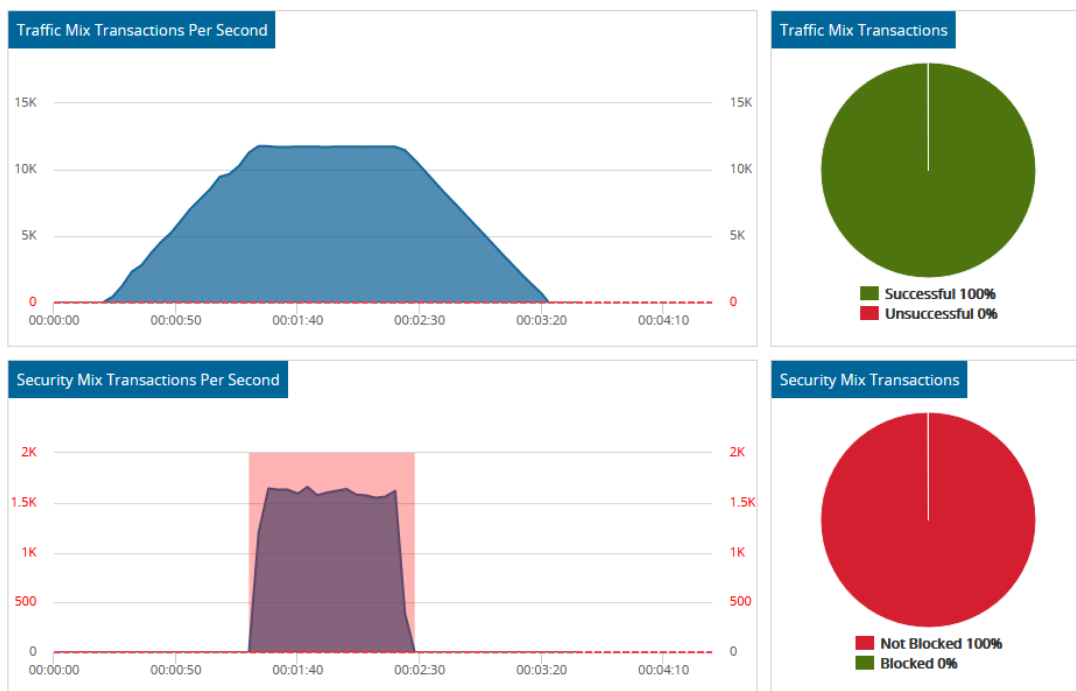 Traffic Mix Transactions Per Second
15K 15K
10K 10K
5K 5K
0 0
00:00:00 00:00:50 00:01:40 00:02:30 00:03:20 00:04:10
Traffic Mix Transactions
Successful 100%
Unsuccessful 0%
Security Mix Transactions Per Second
2K 2K
1.5K 1.5K
1K 1K
500 500
0 0
00:00:00 00:00:50 00:01:40 00:02:30 00:03:20 00:04:10
Security Mix Transactions
Not Blocked 100%
Blocked 0%